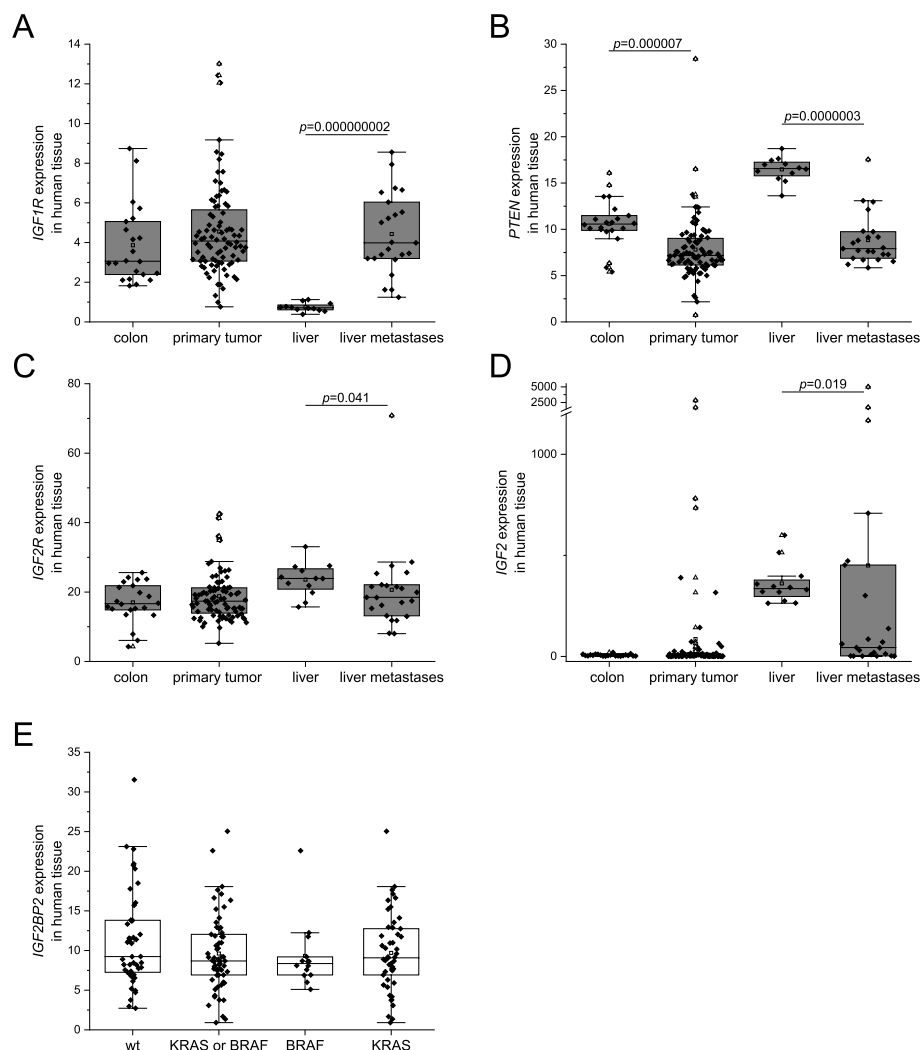 A
B
IGF1R expression
in human tissue
14
12
10
8
6
4
2
0
p=0.000000002
colon
primary tumor
liver
liver metastases
PTEN expression
in human tissue
30
25
20
15
10
5
0
p=0.000007
p=0.0000003
colon
primary tumor
liver
liver metastases
C
D
IGF2R expression
in human tissue
80
60
40
20
0
p=0.041
colon
primary tumor
liver
liver metastases
IGF2 expression
in human tissue
5000
2500
1000
0
p=0.019
colon
primary tumor
liver
liver metastases
E
IGF2BP2 expression
in human tissue
35
30
25
20
15
10
5
0
wt
KRAS or BRAF
BRAF
KRAS